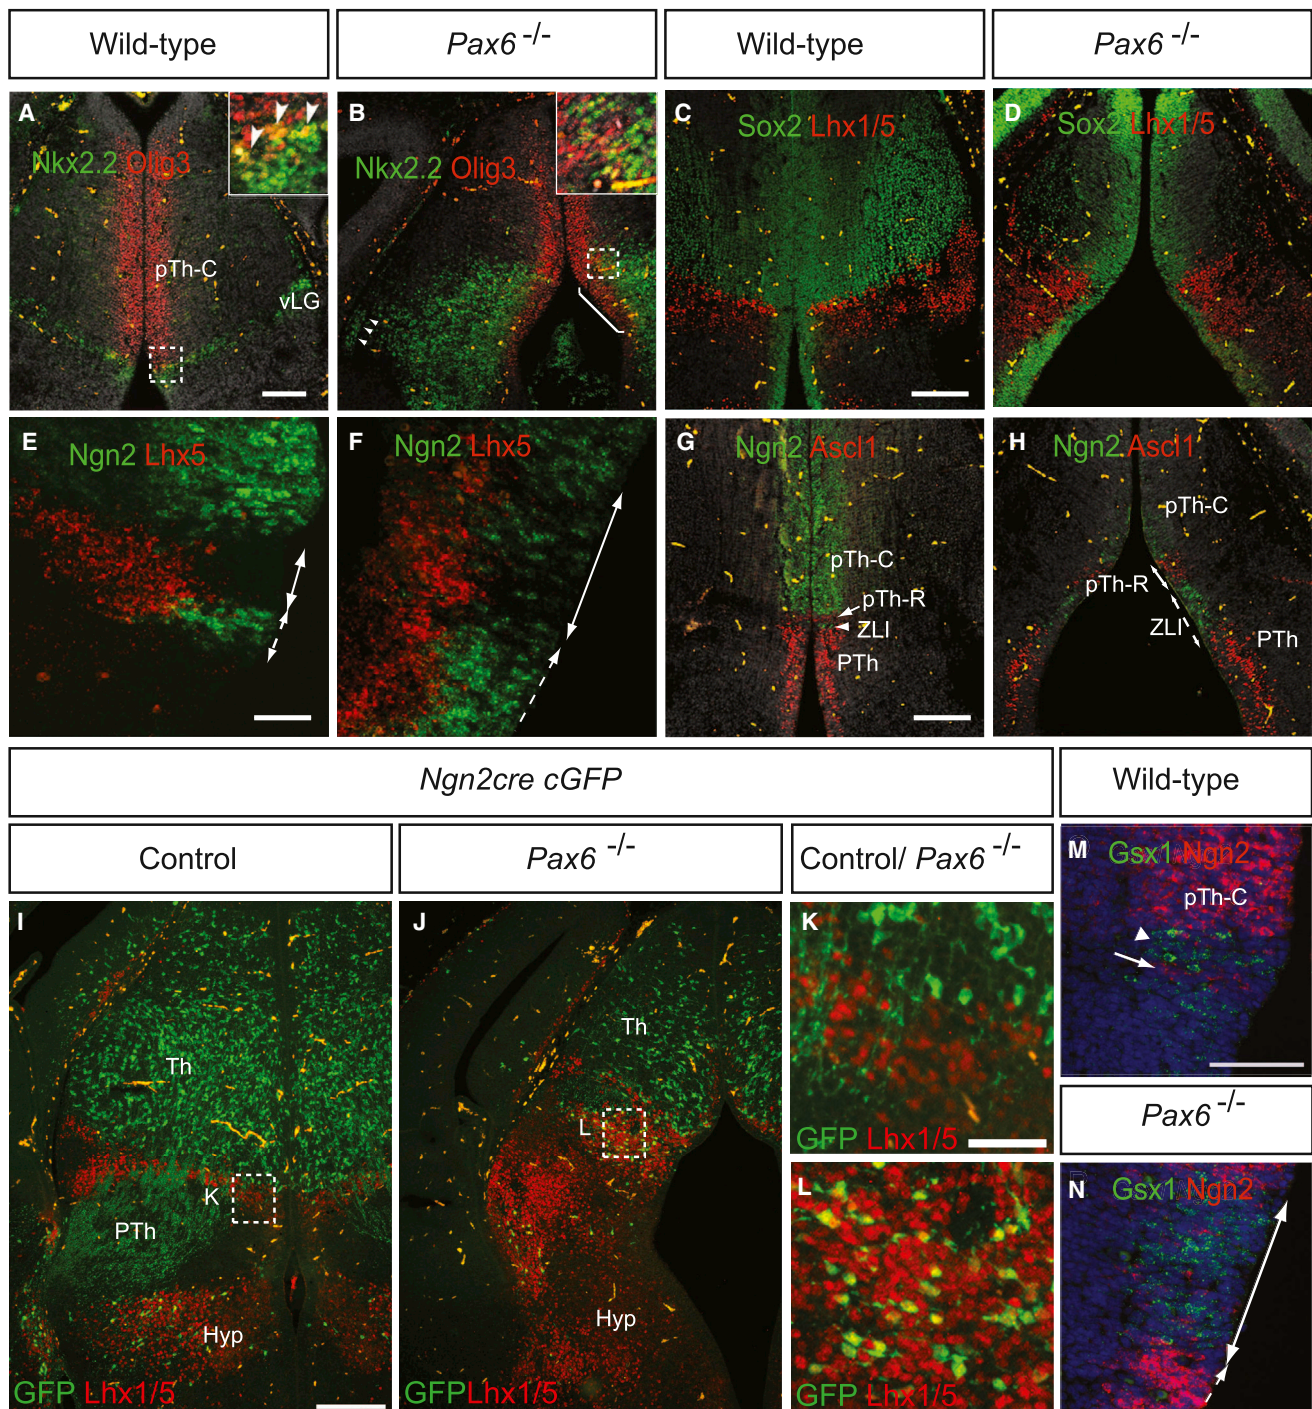 Wild-type
Pax6 -/-
Wild-type
Pax6 -/-
A
Nkx2.2 Olig3
pTh-C
vLG
B
Nkx2.2 Olig3
C
Sox2 Lhx1/5
D
Sox2 Lhx1/5
E
Ngn2 Lhx5
F
Ngn2 Lhx5
G
Ngn2 Ascl1
pTh-C
pTh-R
ZLI
PTh
H
Ngn2 Ascl1
pTh-C
pTh-R
ZLI
PTh
Ngn2cre cGFP
Wild-type
Control
Pax6 -/-
Control/ Pax6 -/-
I
Th
K
PTh
Hyp
GFP Lhx1/5
J
Th
L
Hyp
GFPLhx1/5
K
GFP Lhx1/5
L
GFP Lhx1/5
M
Gsx1 Ngn2
pTh-C
Pax6 -/-
N
Gsx1 Ngn2